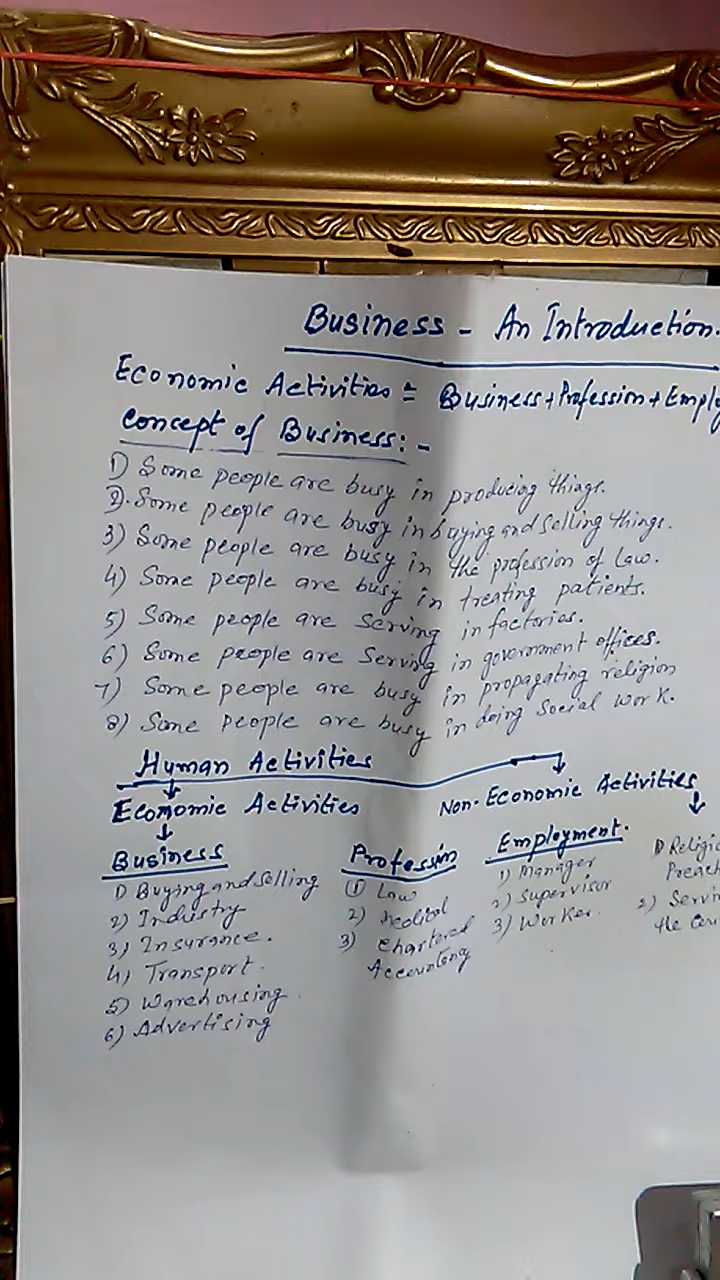 Business - An Introduction.
Economic Activities = Business + Profession + Emplo
Concept of Business:-
1) Some people are busy in producing things.
2). Some people are busy in buying and selling things.
3) Some people are busy in the profession of law.
4) Some people are busy in treating patients.
5) Some people are serving in factories.
6) Some people are serving in government offices.
7) Some people are busy in propagating religion
8) Some people are busy in doing social work.
Human Activities
Economic Activities Non-Economic Activities
Business Profession Employment.
1) Buying and selling 1) Law 1) Manager 1) Religio
2) Industry 2) Medical 2) Supervisor Preach
3) Insurance. 3) Chartered 3) Worker. 2) Servin
4) Transport. Accountancy the
5) Warehousing.
6) Advertising